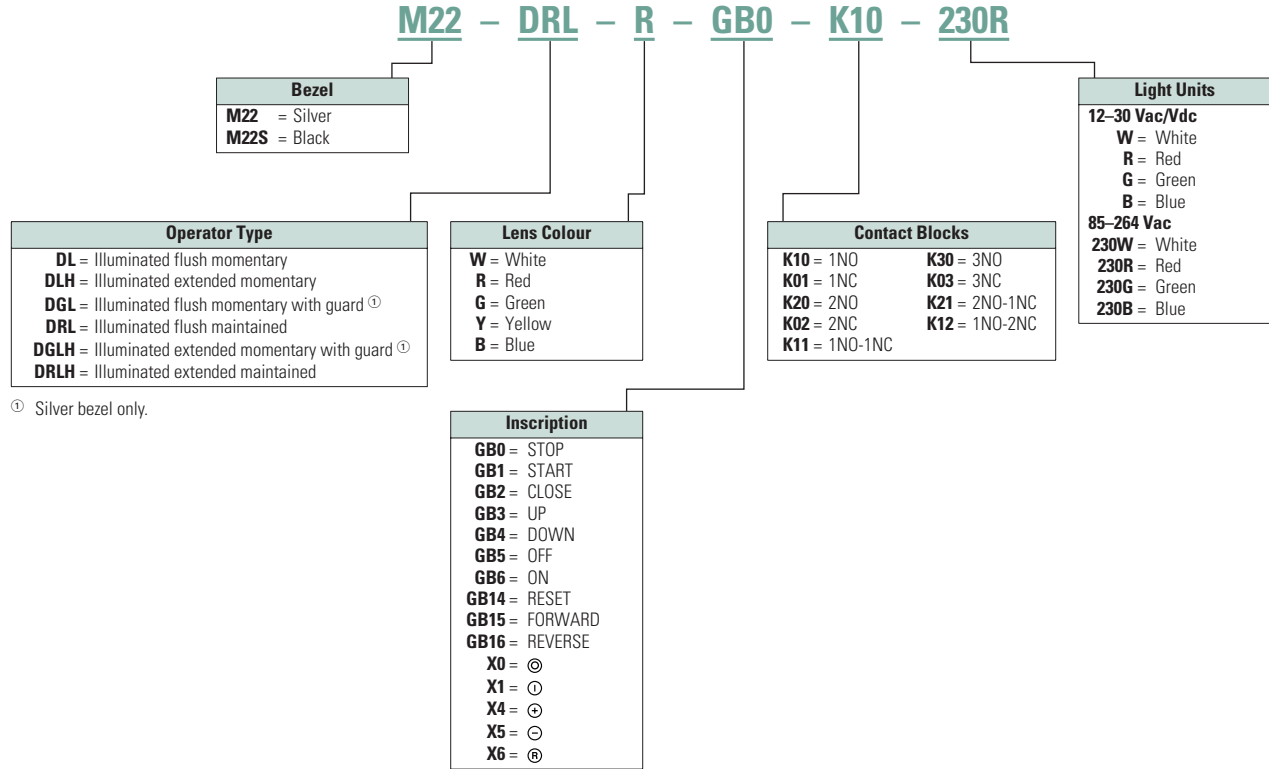 M22 – DRL – R – GB0 – K10 – 230R
Bezel
M22 = Silver
M22S = Black
Operator Type
DL = Illuminated flush momentary
DLH = Illuminated extended momentary
DGL = Illuminated flush momentary with guard ①
DRL = Illuminated flush maintained
DGLH = Illuminated extended momentary with guard ①
DRLH = Illuminated extended maintained
① Silver bezel only.
Lens Colour
W = White
R = Red
G = Green
Y = Yellow
B = Blue
Inscription
GB0 = STOP
GB1 = START
GB2 = CLOSE
GB3 = UP
GB4 = DOWN
GB5 = OFF
GB6 = ON
GB14 = RESET
GB15 = FORWARD
GB16 = REVERSE
X0 = ⌾
X1 = ⏼
X4 = ⊕
X5 = ⊖
X6 = ®
Contact Blocks
K10 = 1NO K30 = 3NO
K01 = 1NC K03 = 3NC
K20 = 2NO K21 = 2NO-1NC
K02 = 2NC K12 = 1NO-2NC
K11 = 1NO-1NC
Light Units
12–30 Vac/Vdc
W = White
R = Red
G = Green
B = Blue
85–264 Vac
230W = White
230R = Red
230G = Green
230B = Blue